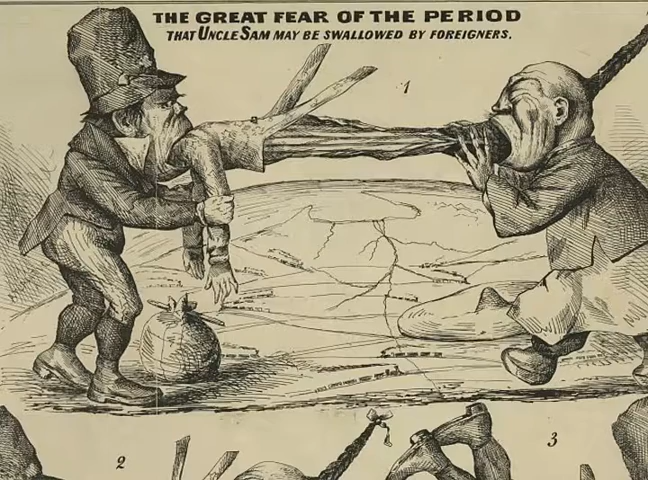 THE GREAT FEAR OF THE PERIOD
THAT UNCLE SAM MAY BE SWALLOWED BY FOREIGNERS.
1
2
3